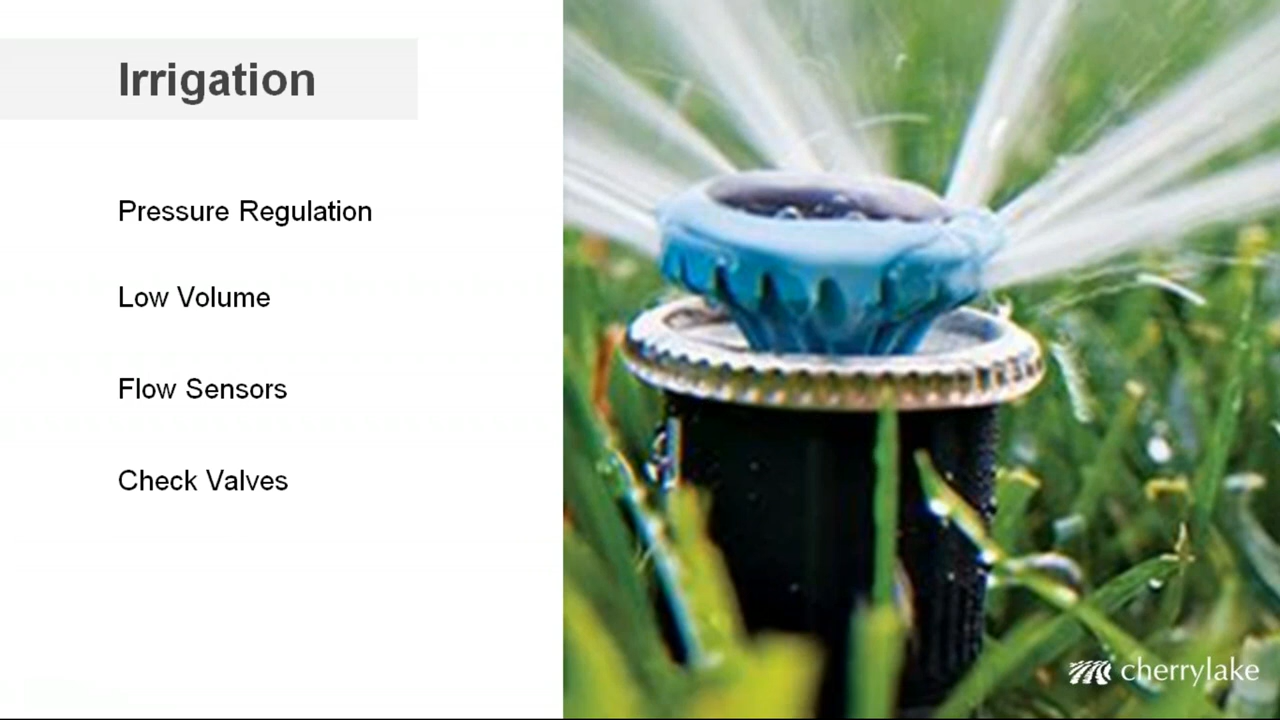 Irrigation
Pressure Regulation
Low Volume
Flow Sensors
Check Valves
cherrylake